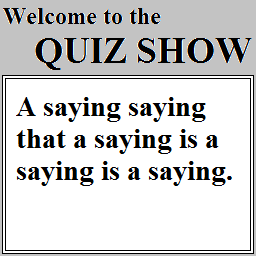 Welcome to the
QUIZ SHOW
A saying saying
that a saying is a
saying is a saying.